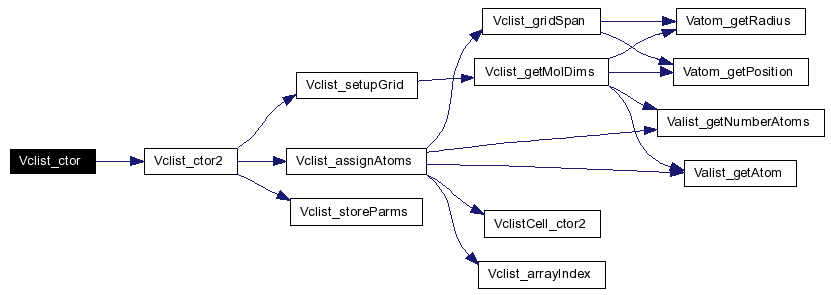 Vclist_gridSpan
Vatom_getRadius
Vclist_getMolDims
Vatom_getPosition
Vclist_setupGrid
Valist_getNumberAtoms
Vclist_ctor
Vclist_ctor2
Vclist_assignAtoms
Valist_getAtom
Vclist_storeParms
VclistCell_ctor2
Vclist_arrayIndex